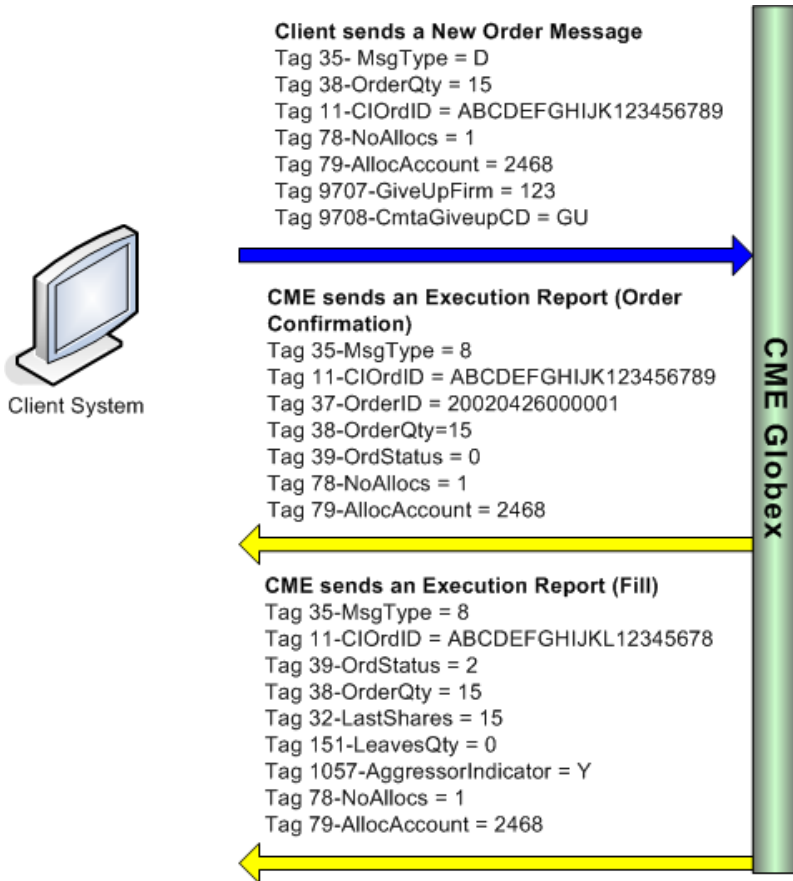 Client sends a New Order Message
Tag 35- MsgType = D
Tag 38-OrderQty = 15
Tag 11-ClOrdID = ABCDEFGHIJK123456789
Tag 78-NoAllocs = 1
Tag 79-AllocAccount = 2468
Tag 9707-GiveUpFirm = 123
Tag 9708-CmtaGiveupCD = GU
CME sends an Execution Report (Order
Confirmation)
Tag 35-MsgType = 8
Tag 11-ClOrdID = ABCDEFGHIJK123456789
Tag 37-OrderID = 20020426000001
Tag 38-OrderQty=15
Tag 39-OrdStatus = 0
Tag 78-NoAllocs = 1
Tag 79-AllocAccount = 2468
Client System
CME Globex
CME sends an Execution Report (Fill)
Tag 35-MsgType = 8
Tag 11-ClOrdID = ABCDEFGHIJKL12345678
Tag 39-OrdStatus = 2
Tag 38-OrderQty = 15
Tag 32-LastShares = 15
Tag 151-LeavesQty = 0
Tag 1057-AggressorIndicator = Y
Tag 78-NoAllocs = 1
Tag 79-AllocAccount = 2468